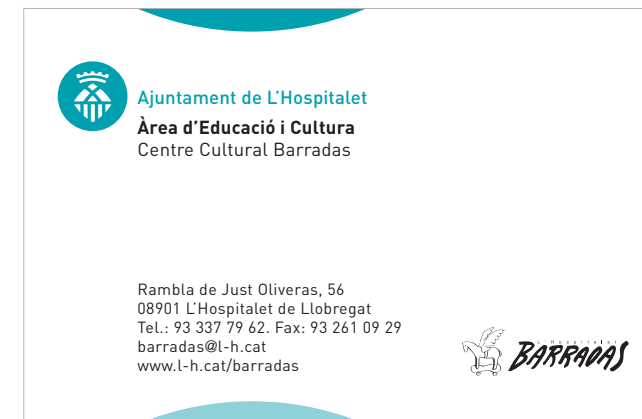 Ajuntament de L’Hospitalet
Àrea d’Educació i Cultura
Centre Cultural Barradas
Rambla de Just Oliveras, 56
08901 L’Hospitalet de Llobregat
Tel.: 93 337 79 62. Fax: 93 261 09 29
barradas@l-h.cat
www.l-h.cat/barradas
L'Hospitalet
BARRADAS